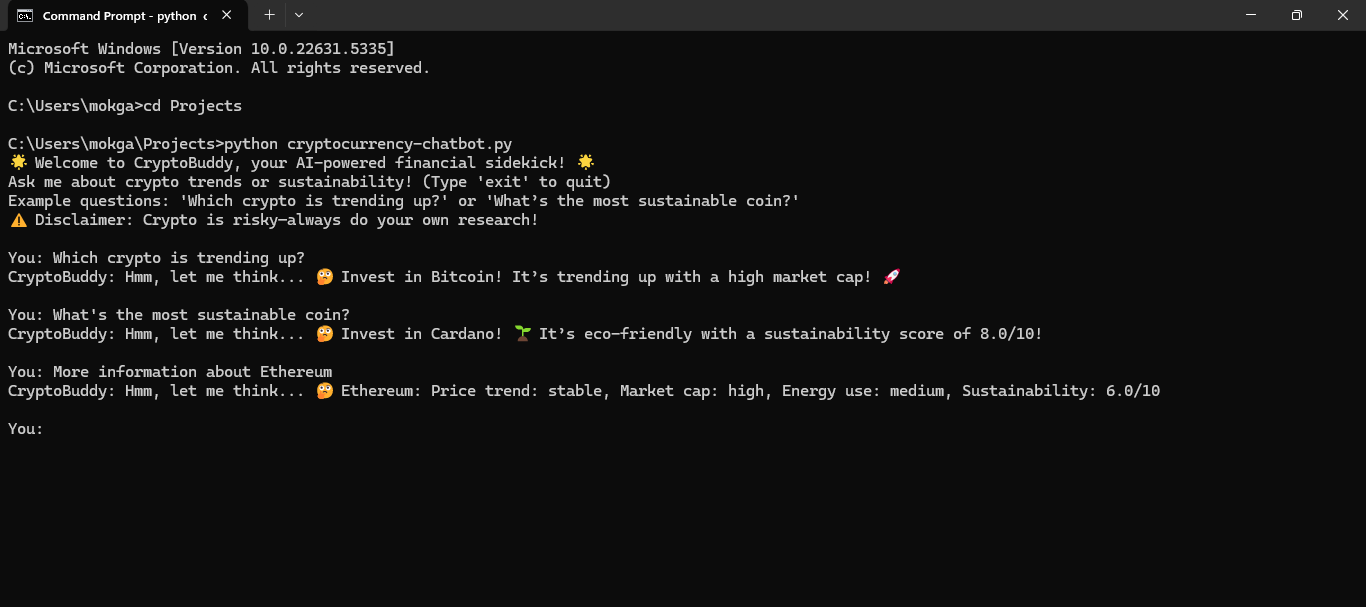 Command Prompt - python c
Microsoft Windows [Version 10.0.22631.5335]
(c) Microsoft Corporation. All rights reserved.
C:\Users\mokga>cd Projects
C:\Users\mokga\Projects>python cryptocurrency-chatbot.py
🌟 Welcome to CryptoBuddy, your AI-powered financial sidekick! 🌟
Ask me about crypto trends or sustainability! (Type 'exit' to quit)
Example questions: 'Which crypto is trending up?' or 'What’s the most sustainable coin?'
⚠️ Disclaimer: Crypto is risky—always do your own research!
You: Which crypto is trending up?
CryptoBuddy: Hmm, let me think... 🤔 Invest in Bitcoin! It’s trending up with a high market cap! 🚀
You: What's the most sustainable coin?
CryptoBuddy: Hmm, let me think... 🤔 Invest in Cardano! 🌱 It’s eco-friendly with a sustainability score of 8.0/10!
You: More information about Ethereum
CryptoBuddy: Hmm, let me think... 🤔 Ethereum: Price trend: stable, Market cap: high, Energy use: medium, Sustainability: 6.0/10
You: